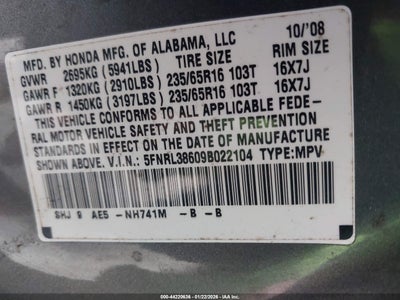 MFD. BY HONDA MFG. OF ALABAMA, LLC 10/'08
GVWR 2695KG (5941LBS) TIRE SIZE RIM SIZE
GAWR F 1320KG (2910LBS) 235/65R16 103T 16X7J
GAWR R 1450KG (3197LBS) 235/65R16 103T 16X7J
THIS VEHICLE CONFORMS TO ALL APPLICABLE FEDE-
RAL MOTOR VEHICLE SAFETY AND THEFT PREVENTION
STANDARDS IN EFFECT ON THE DATE OF MANUFACTURE
SHOWN ABOVE. V.I.N: 5FNRL38609B022104 TYPE:MPV
SHJ 9 AE5- -NH741M -B -B
000-44220636 - 01/22/2026 - IAA Inc.